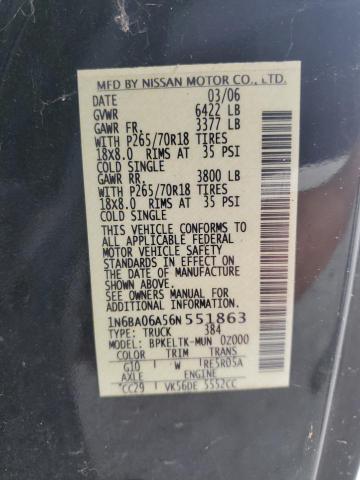 MFD BY NISSAN MOTOR CO., LTD.
DATE 03/06
GVWR 6422 LB
GAWR FR. 3377 LB
WITH P265/70R18 TIRES
18X8.0 RIMS AT 35 PSI
COLD SINGLE
GAWR RR. 3800 LB
WITH P265/70R18 TIRES
18X8.0 RIMS AT 35 PSI
COLD SINGLE
THIS VEHICLE CONFORMS TO
ALL APPLICABLE FEDERAL
MOTOR VEHICLE SAFETY
STANDARDS IN EFFECT ON
THE DATE OF MANUFACTURE
SHOWN ABOVE.
SEE OWNERS MANUAL FOR
ADDITIONAL INFORMATION
1N6BA06A56N551863
TYPE: TRUCK 384
MODEL: BPKELTK-MUN 0Z000
COLOR TRIM TRANS
G10 W RE5R05A
AXLE ENGINE
CC29 VK56DE 5552CC